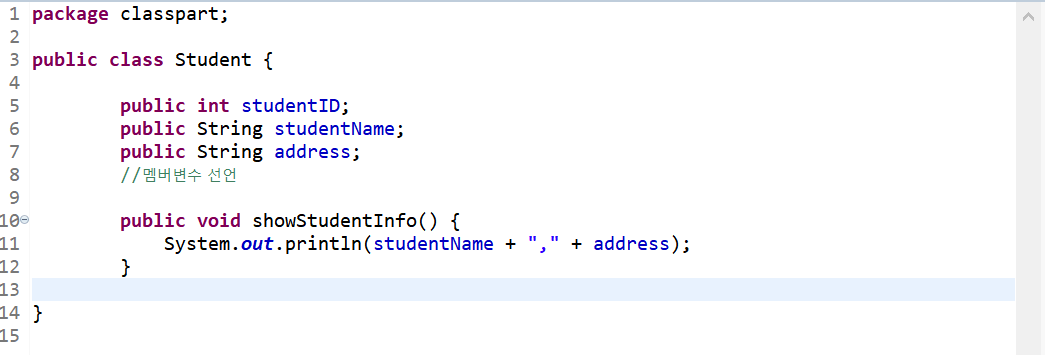 1 package classpart;
2
3 public class Student {
4
5 public int studentID;
6 public String studentName;
7 public String address;
8 //멤버변수 선언
9
10 public void showStudentInfo() {
11 System.out.println(studentName + "," + address);
12 }
13
14 }
15